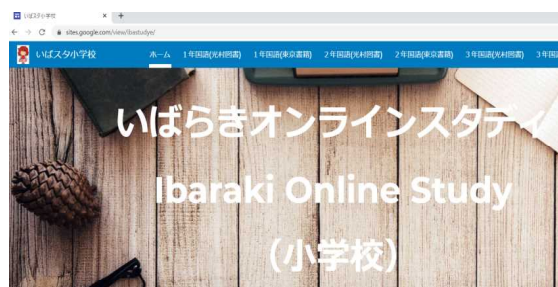 いばスタ小学校
sites.google.com/view/ibestudye/
いばスタ小学校 ホーム 1年国語(光村図書) 1年国語(東京書籍) 2年国語(光村図書) 2年国語(東京書籍) 3年国語(光村図書) 3年国語
いばらきオンラインスタディ
Ibaraki Online Study
(小学校)